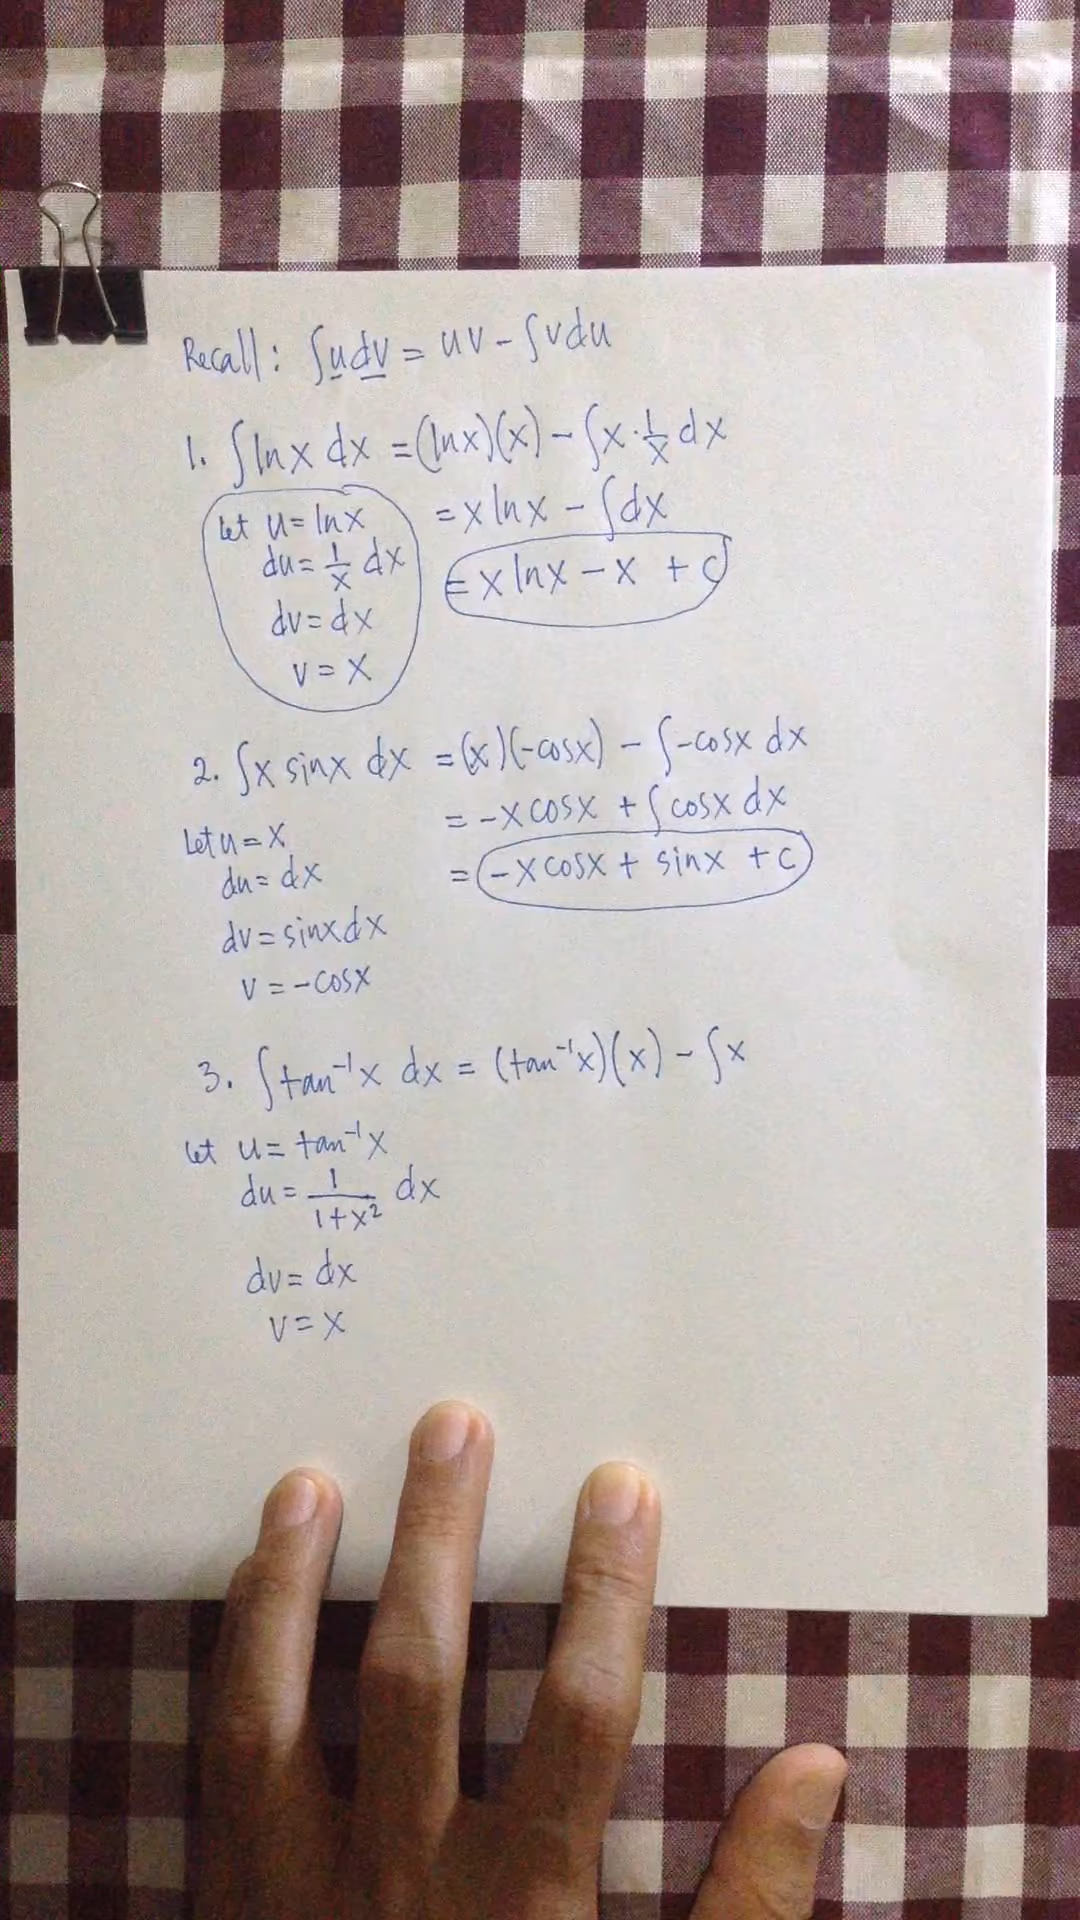 Recall: ∫udv = uv - ∫vdu
1. ∫lnx dx = (lnx)(x) - ∫x·1/x dx
= x lnx - ∫dx
= x lnx - x + c
Let u = lnx
du = 1/x dx
dv = dx
v = x
2. ∫x sinx dx = (x)(-cosx) - ∫-cosx dx
= -x cosx + ∫cosx dx
= -x cosx + sinx + c
Let u = x
du = dx
dv = sinxdx
v = -cosx
3. ∫tan⁻¹x dx = (tan⁻¹x)(x) - ∫x
Let u = tan⁻¹x
du = 1/(1+x²) dx
dv = dx
v = x